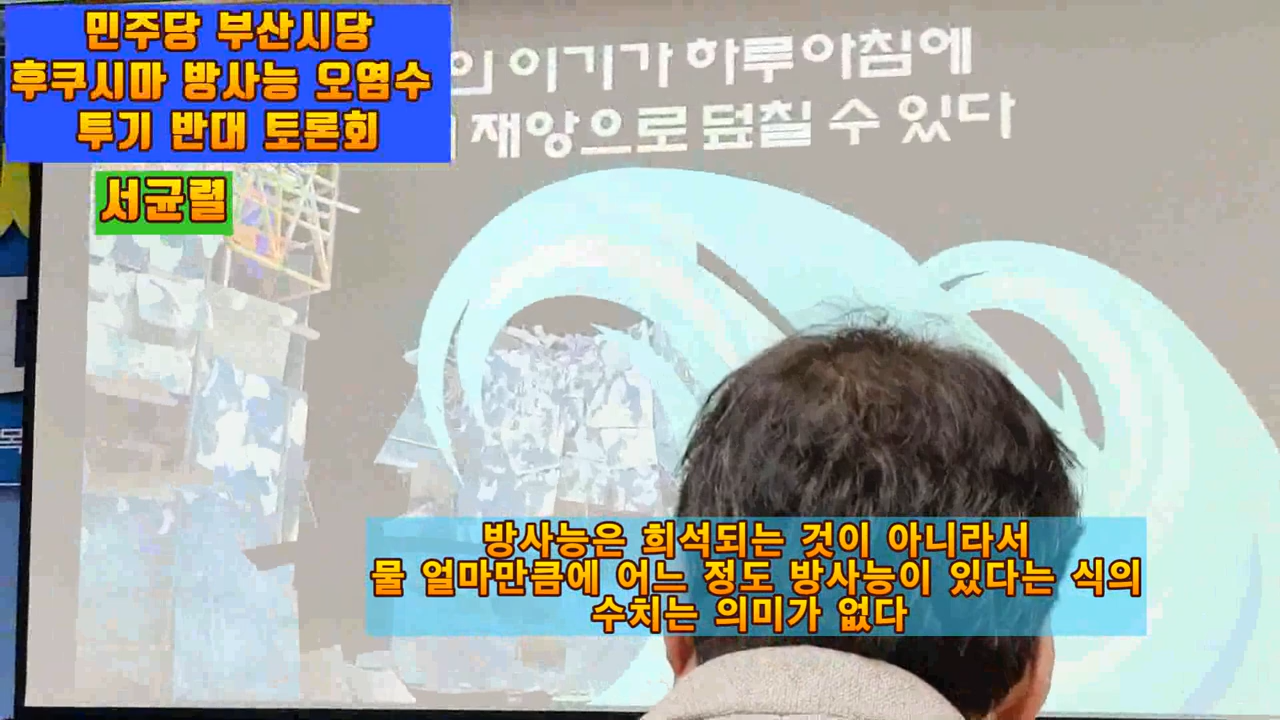 민주당 부산시당
후쿠시마 방사능 오염수
투기 반대 토론회
서균렬
의 이기가 하루아침에
재앙으로 덮칠 수 있다
목
방사능은 희석되는 것이 아니라서
물 얼마만큼에 어느 정도 방사능이 있다는 식의
수치는 의미가 없다